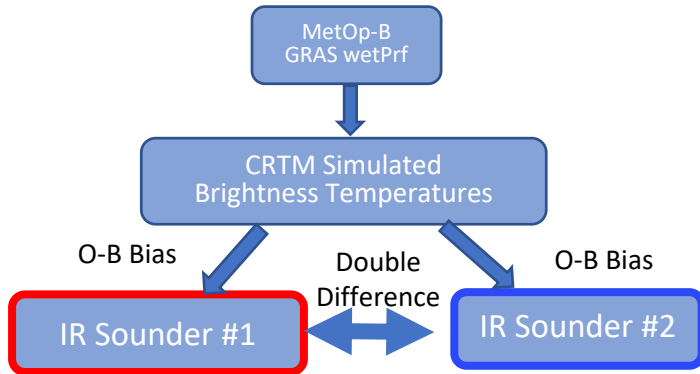 MetOp-B
GRAS wetPrf
CRTM Simulated
Brightness Temperatures
O-B Bias
Double
Difference
O-B Bias
IR Sounder #1
IR Sounder #2